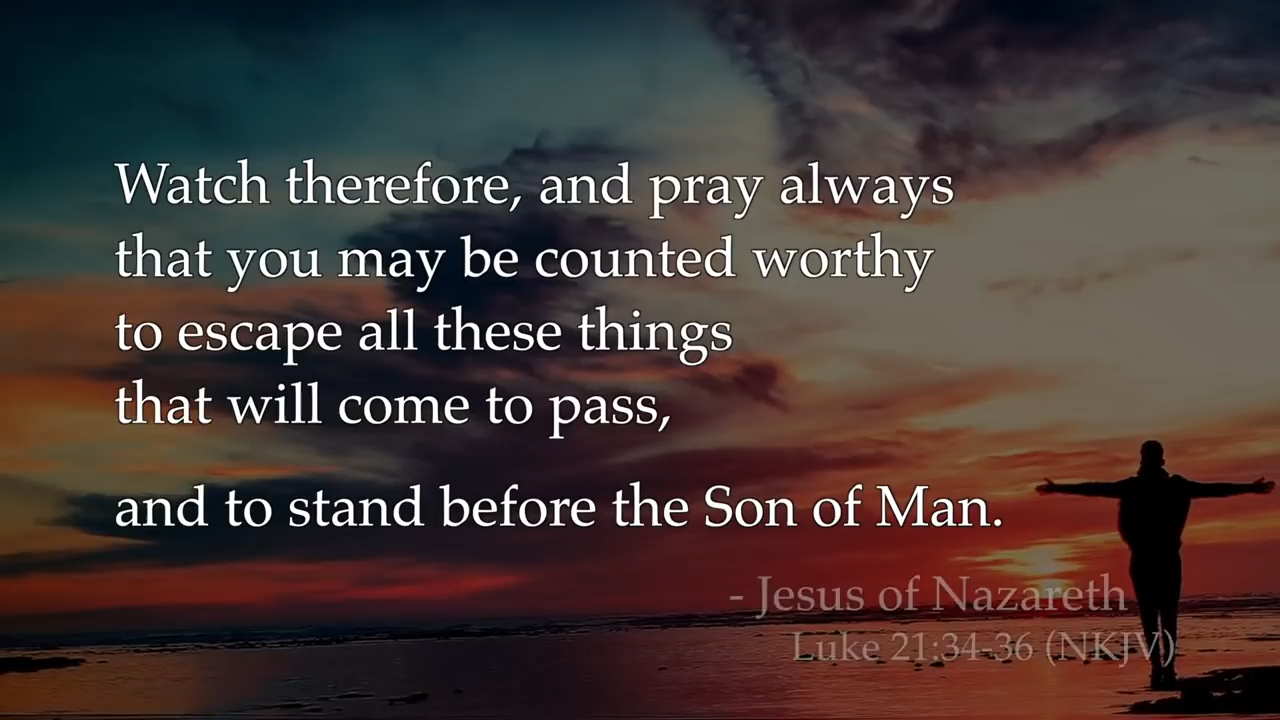 Watch therefore, and pray always
that you may be counted worthy
to escape all these things
that will come to pass,
and to stand before the Son of Man.
- Jesus of Nazareth
Luke 21:34-36 (NKJV)